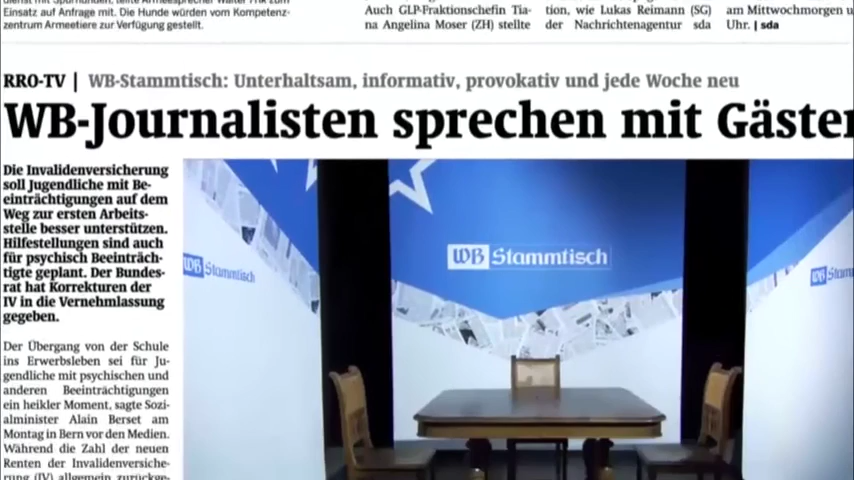 Einsatz auf Anfrage mit. Die Hunde würden vom Kompetenz-
zentrum Armeetiere zur Verfügung gestellt.
Auch GLP-Fraktionschefin Tia-
na Angelina Moser (ZH) stellte
tion, wie Lukas Reimann (SG)
der Nachrichtenagentur sda
am Mittwochmorgen
Uhr. | sda
RRO-TV | WB-Stammtisch: Unterhaltsam, informativ, provokativ und jede Woche neu
WB-Journalisten sprechen mit Gäste
Die Invalidenversicherung
soll Jugendliche mit Be-
einträchtigungen auf dem
Weg zur ersten Arbeits-
stelle besser unterstützen.
Hilfestellungen sind auch
für psychisch Beeinträch-
tigte geplant. Der Bundes-
rat hat Korrekturen der
IV in die Vernehmlassung
gegeben.
Der Übergang von der Schule
ins Erwerbsleben sei für Ju-
gendliche mit psychischen und
anderen Beeinträchtigungen
ein heikler Moment, sagte Sozi-
alminister Alain Berset am
Montag in Bern vor den Medien.
Während die Zahl der neuen
Renten der Invalidenversiche-
rung (IV) allgemein zurückge-
WB Stammtisch
WB Stammtisch
WB Stammtisch